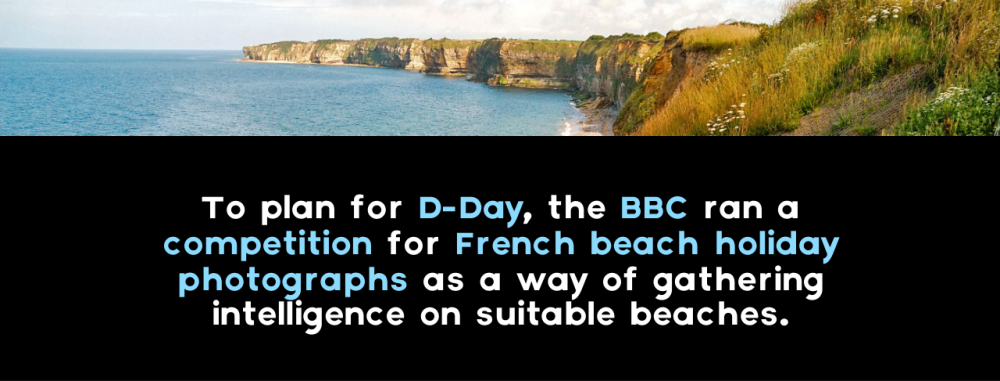 To plan for D-Day, the BBC ran a
competition for French beach holiday
photographs as a way of gathering
intelligence on suitable beaches.